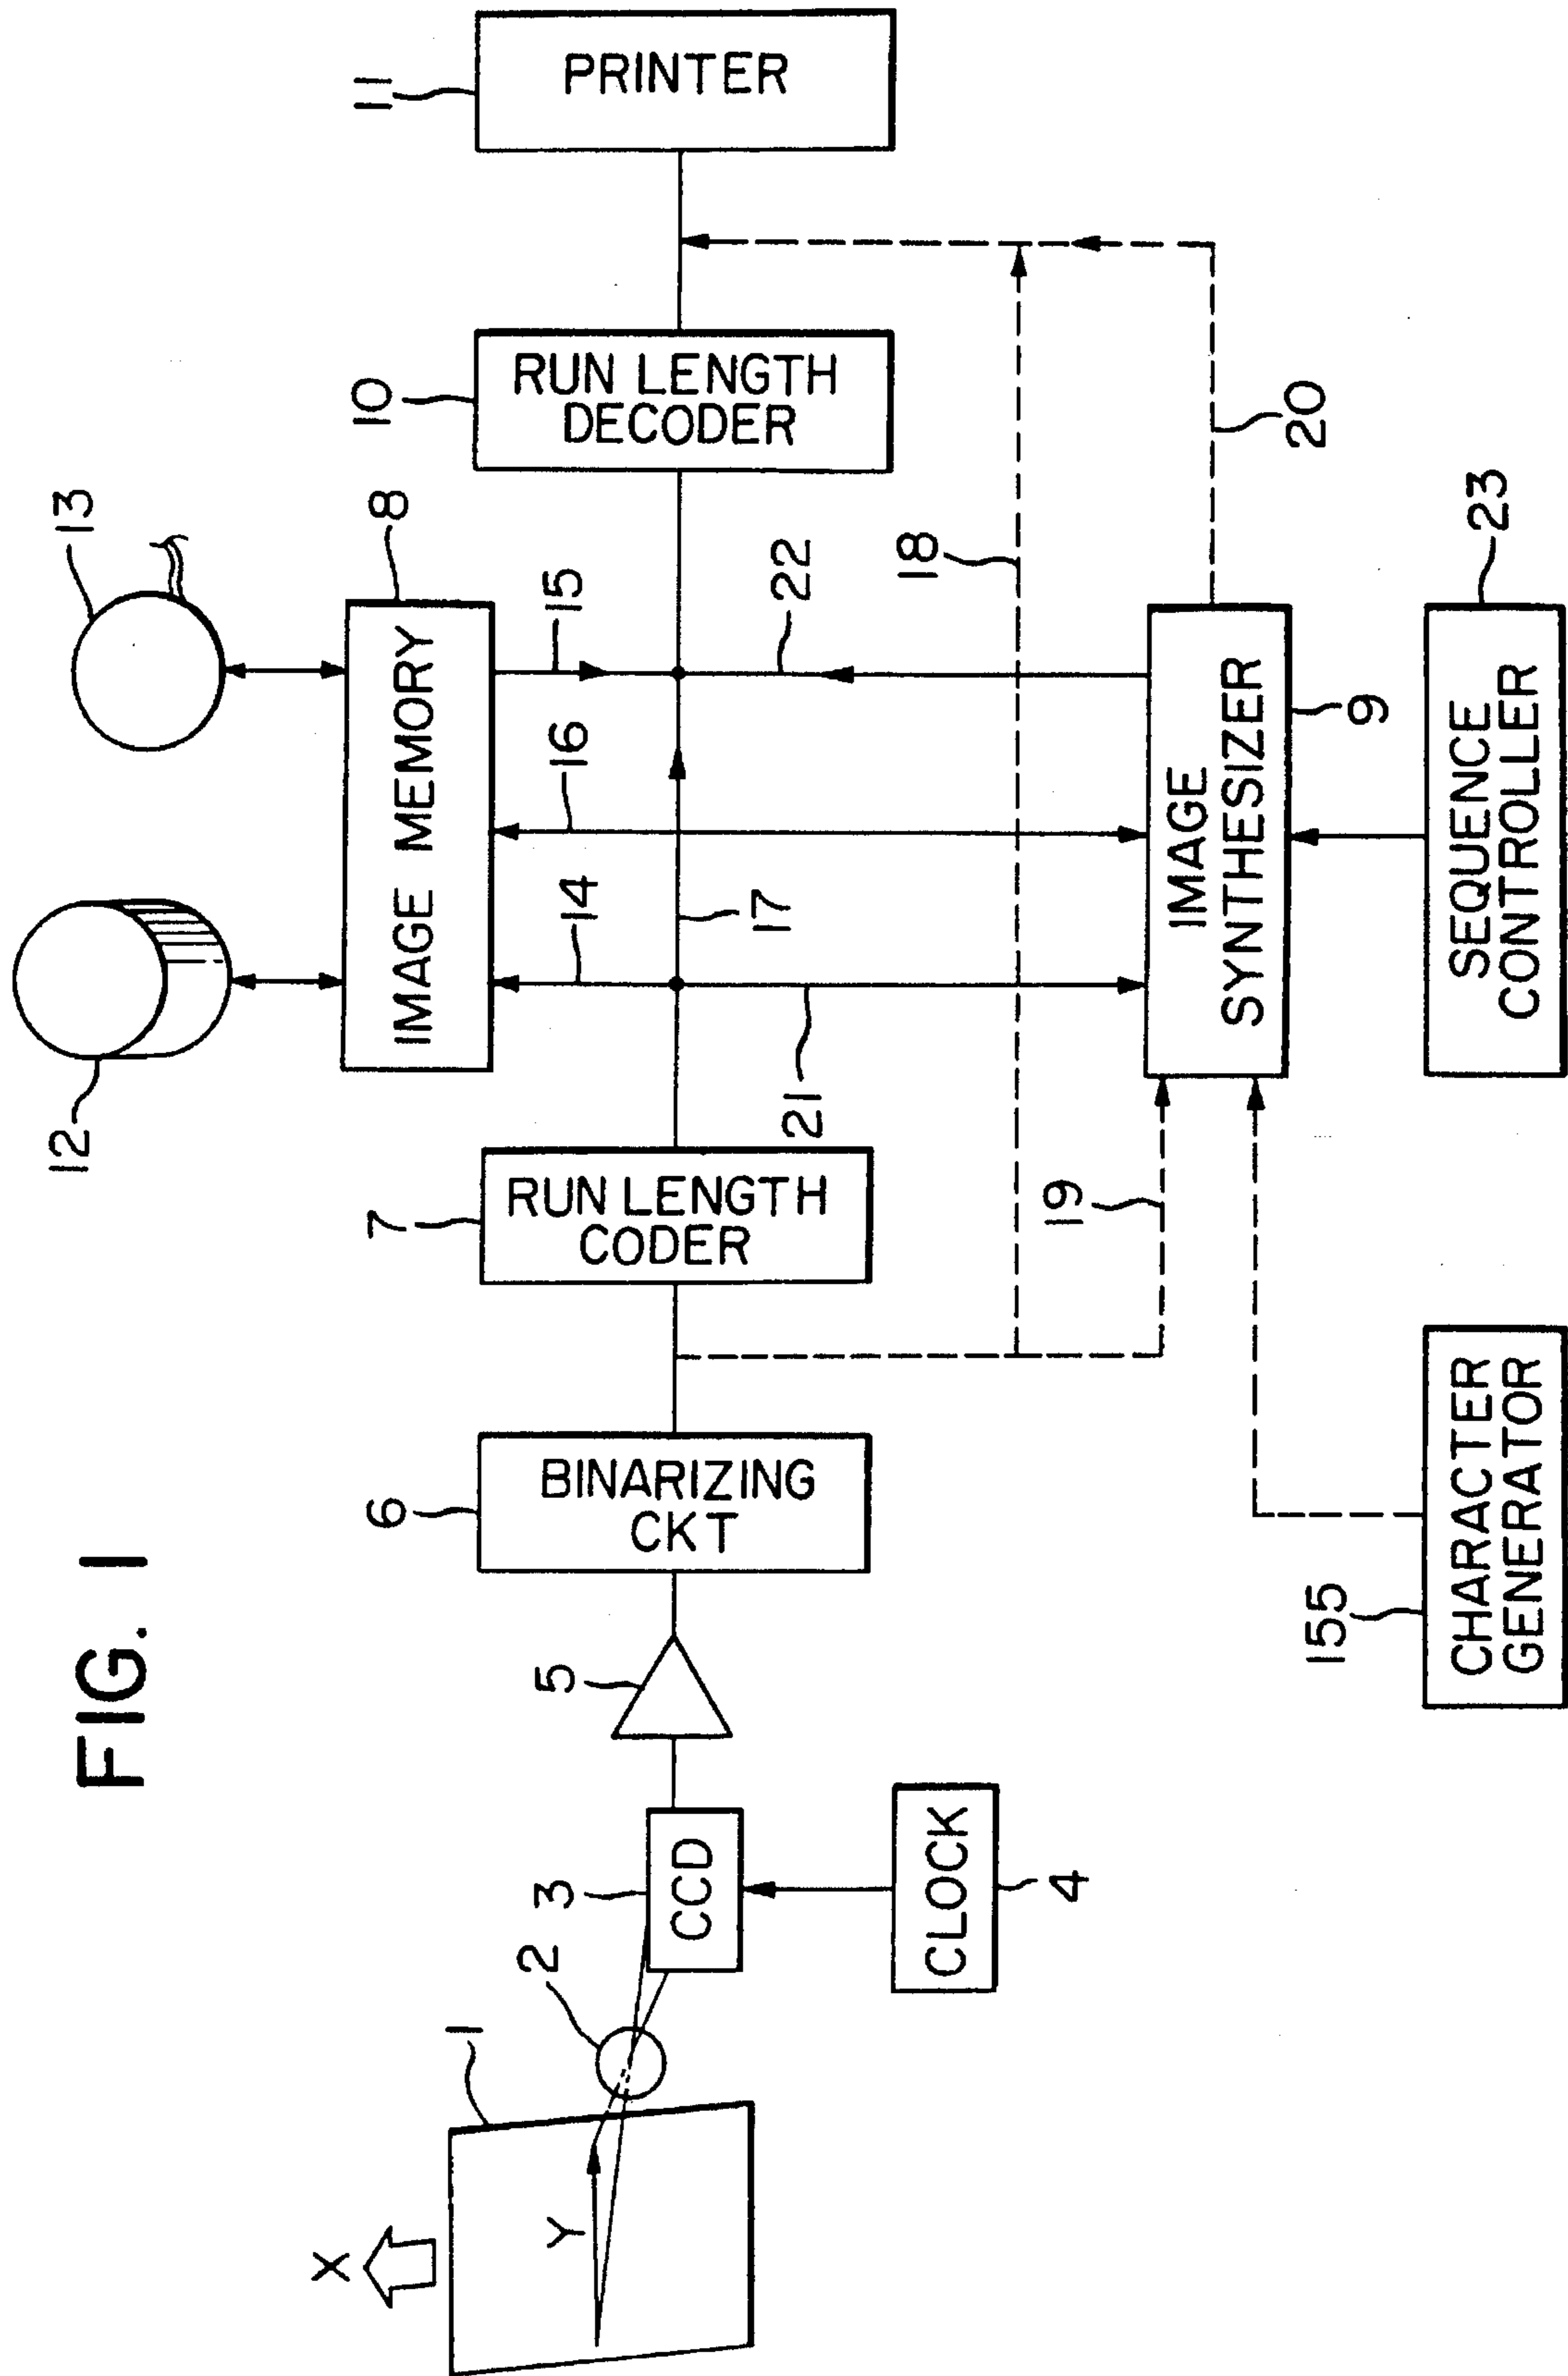 FIG. 1
X
Y
1
2
3
CCD
CLOCK
4
5
6
BINARIZING
CKT
7
RUN LENGTH
CODER
12
13
IMAGE MEMORY
8
14
16
15
17
21
22
10
RUN LENGTH
DECODER
11
PRINTER
18
19
20
IMAGE
SYNTHESIZER
9
155
CHARACTER
GENERATOR
SEQUENCE
CONTROLLER
23